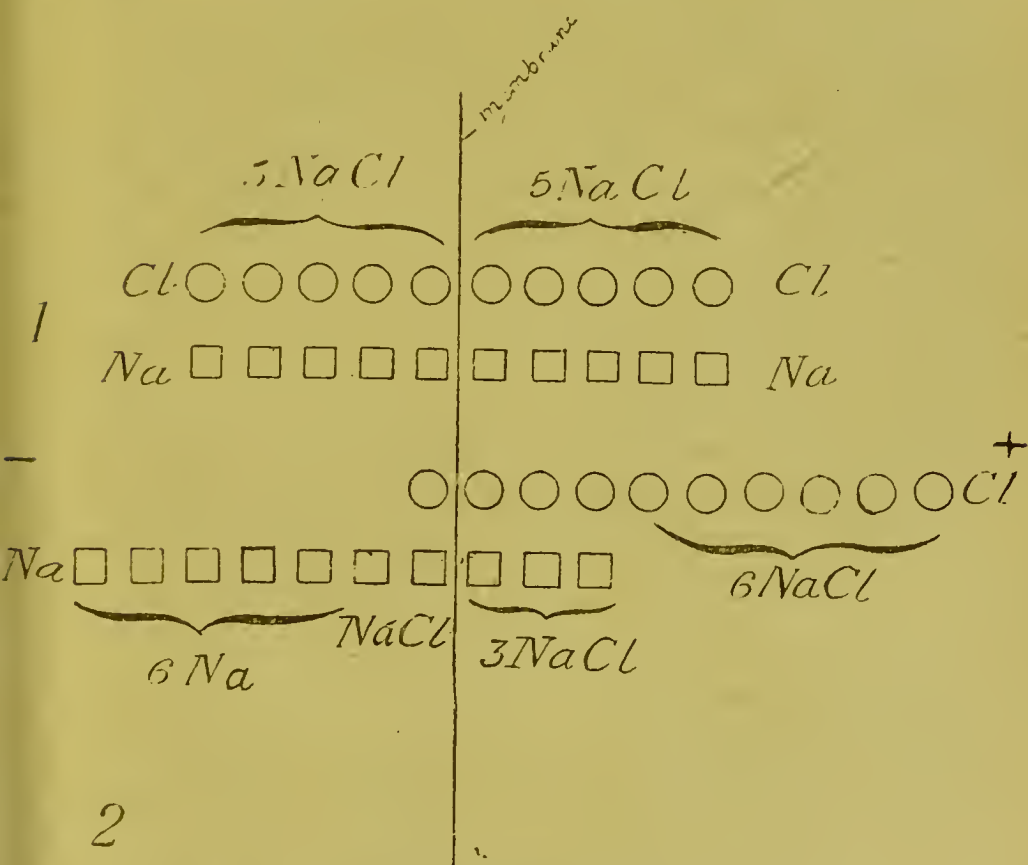 membrane
5NaCl 5NaCl
Cl Cl
1
Na Na
- +
Cl
Na
6NaCl
NaCl
3NaCl
6Na
2